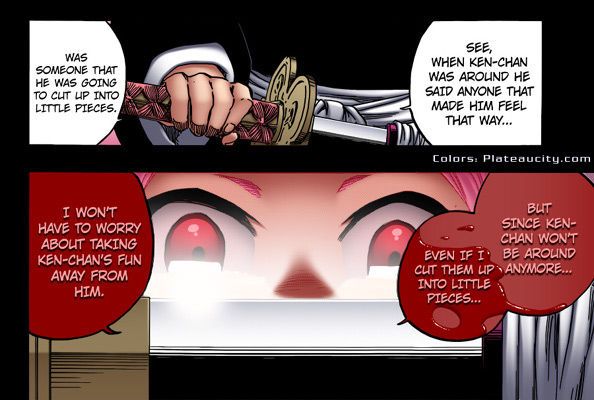 SEE,
WHEN KEN-CHAN
WAS AROUND HE
SAID ANYONE THAT
MADE HIM FEEL
THAT WAY...
WAS
SOMEONE THAT
HE WAS GOING
TO CUT UP INTO
LITTLE PIECES.
Colors: Plateaucity.com
BUT
SINCE KEN-
CHAN WON'T
BE AROUND
ANYMORE...
EVEN IF I
CUT THEM UP
INTO LITTLE
PIECES...
I WON'T
HAVE TO WORRY
ABOUT TAKING
KEN-CHAN'S FUN
AWAY FROM
HIM.